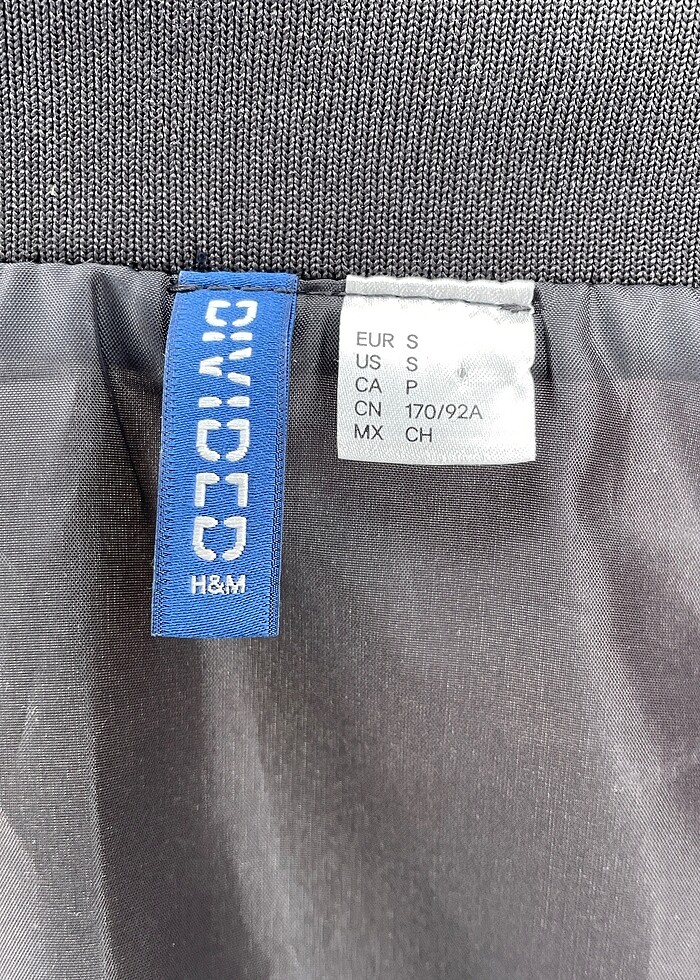 DIVIDED
H&M
EUR S
US S
CA P
CN 170/92A
MX CH